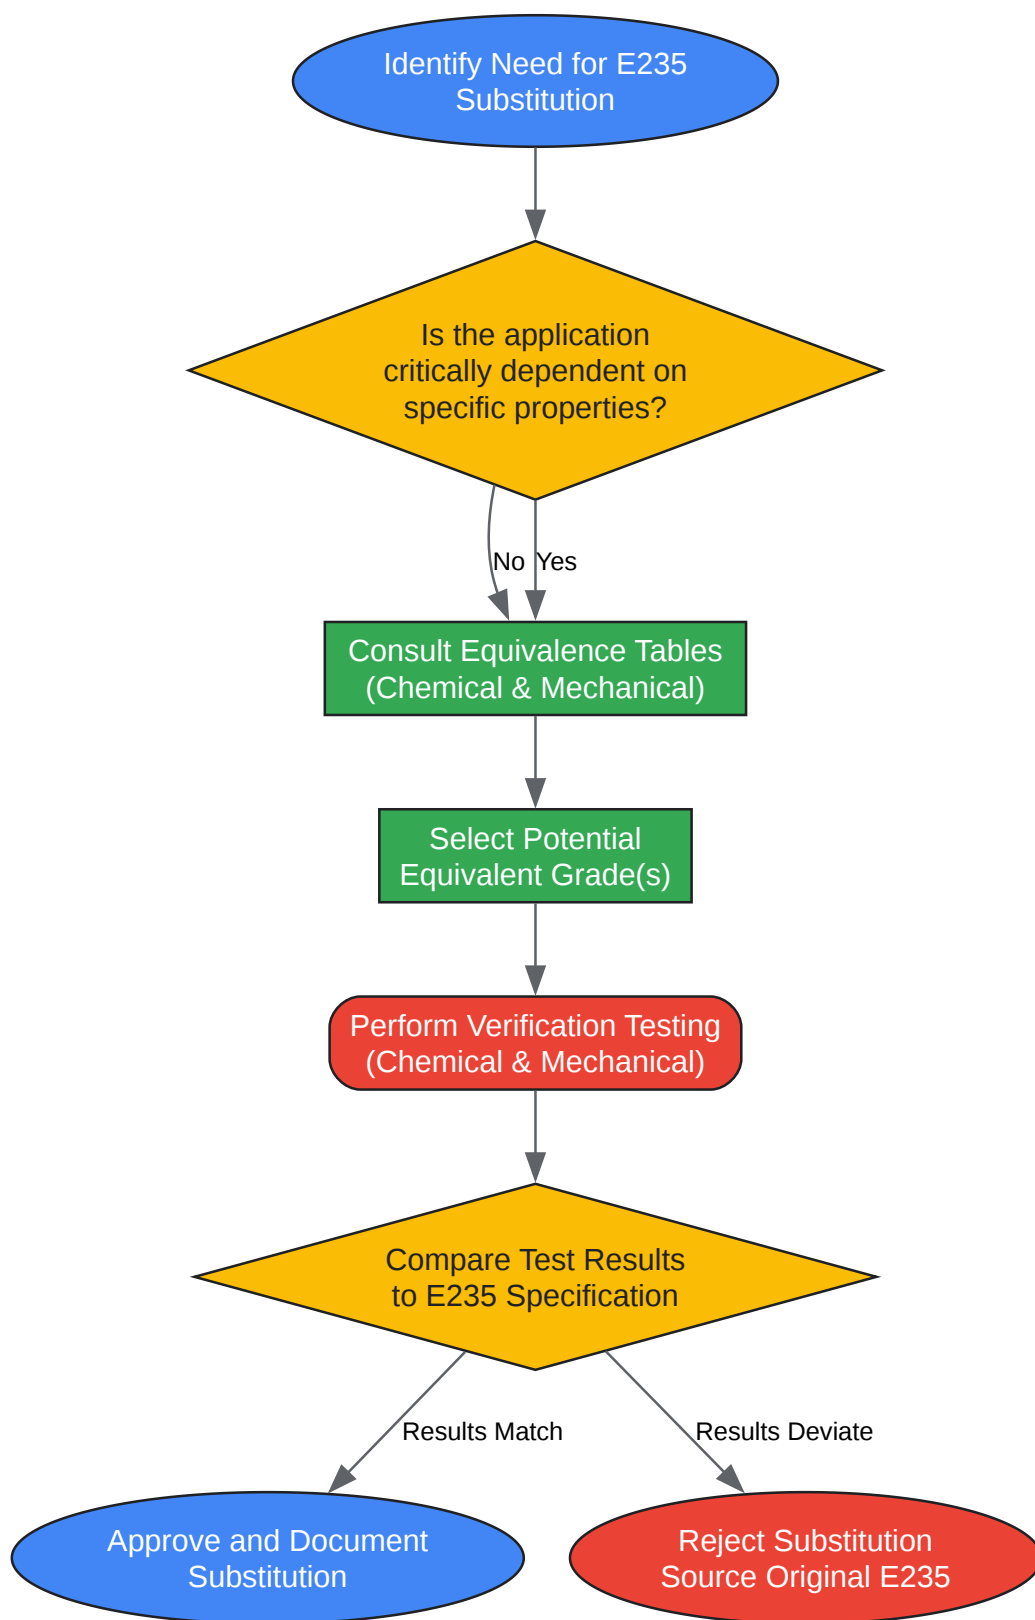 Identify Need for E235
Substitution
Is the application
critically dependent on
specific properties?
No
Yes
Consult Equivalence Tables
(Chemical & Mechanical)
Select Potential
Equivalent Grade(s)
Perform Verification Testing
(Chemical & Mechanical)
Compare Test Results
to E235 Specification
Results Match
Results Deviate
Approve and Document
Substitution
Reject Substitution
Source Original E235